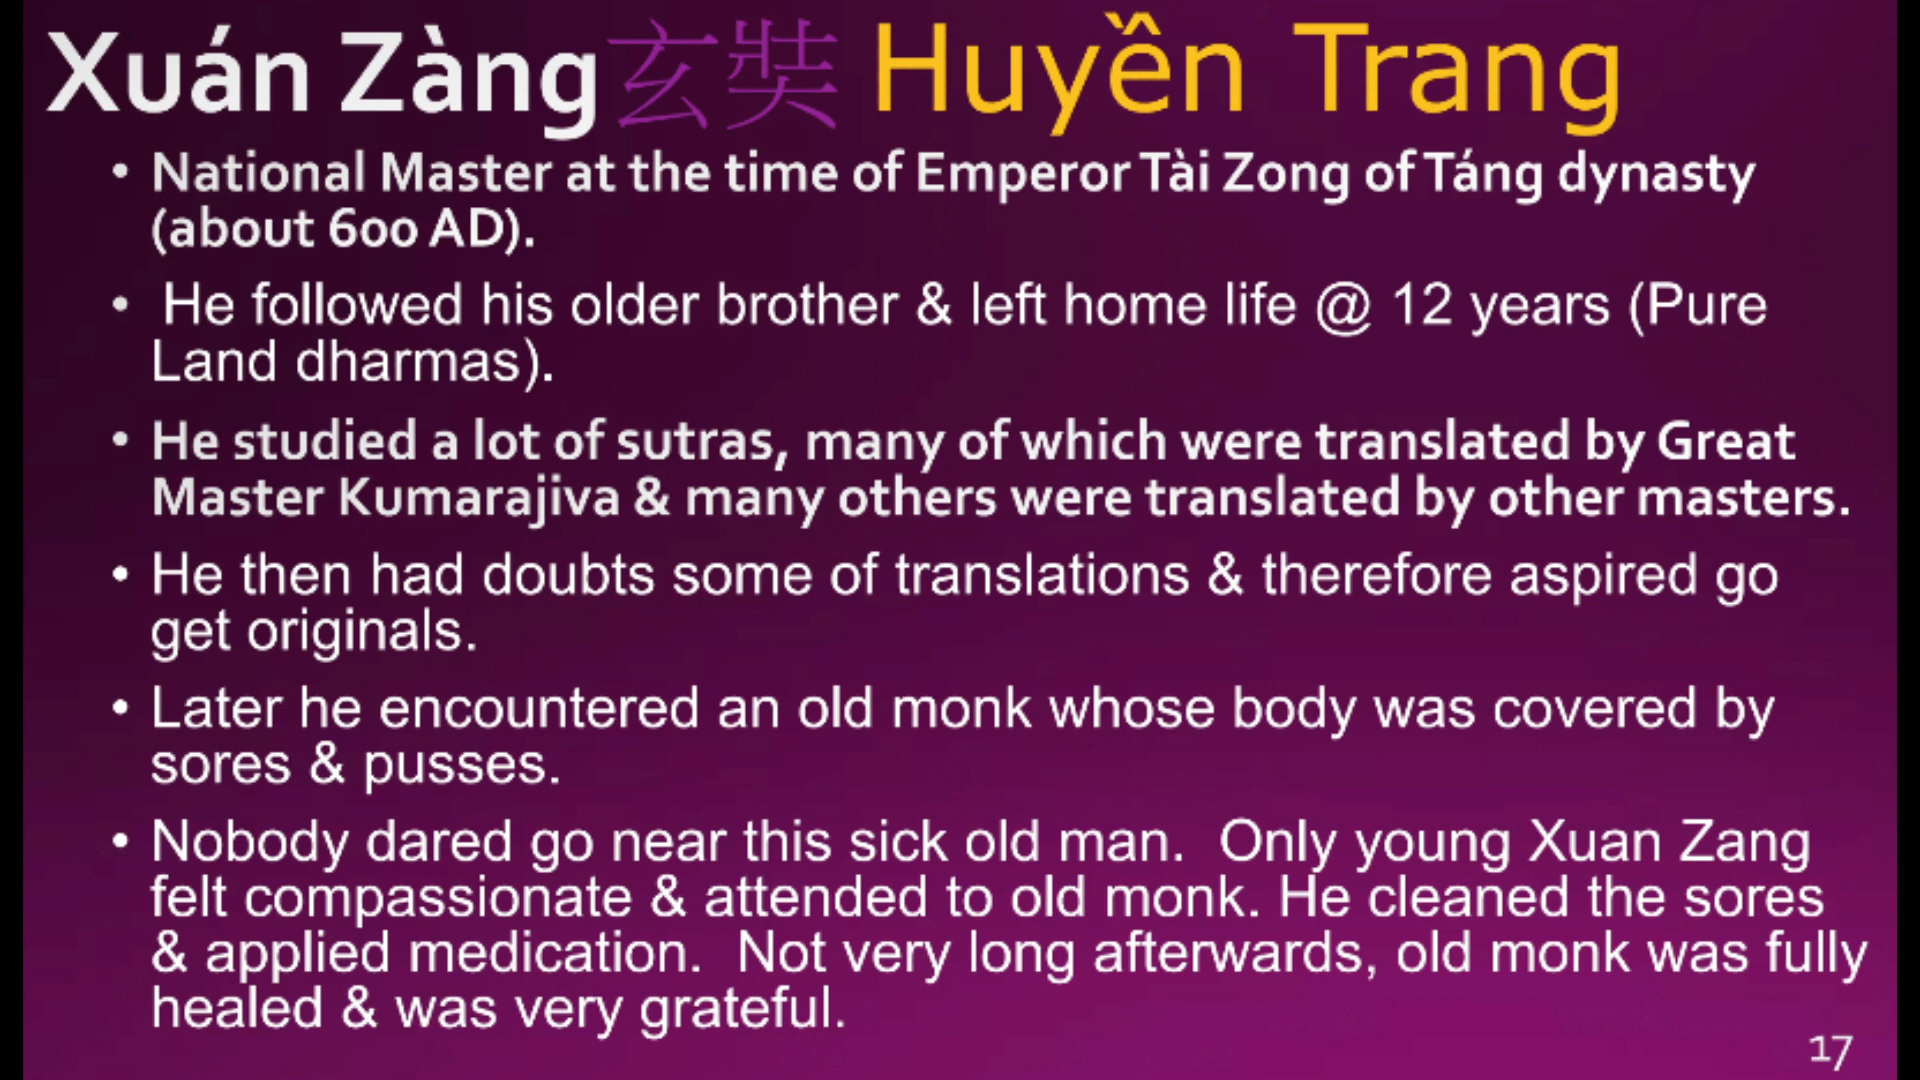 Xuán Zàng玄奘 Huyền Trang
• National Master at the time of Emperor Tài Zong of Táng dynasty
(about 600 AD).
• He followed his older brother & left home life @ 12 years (Pure
Land dharmas).
• He studied a lot of sutras, many of which were translated by Great
Master Kumarajiva & many others were translated by other masters.
• He then had doubts some of translations & therefore aspired go
get originals.
• Later he encountered an old monk whose body was covered by
sores & pusses.
• Nobody dared go near this sick old man.  Only young Xuan Zang
felt compassionate & attended to old monk. He cleaned the sores
& applied medication.  Not very long afterwards, old monk was fully
healed & was very grateful.
17